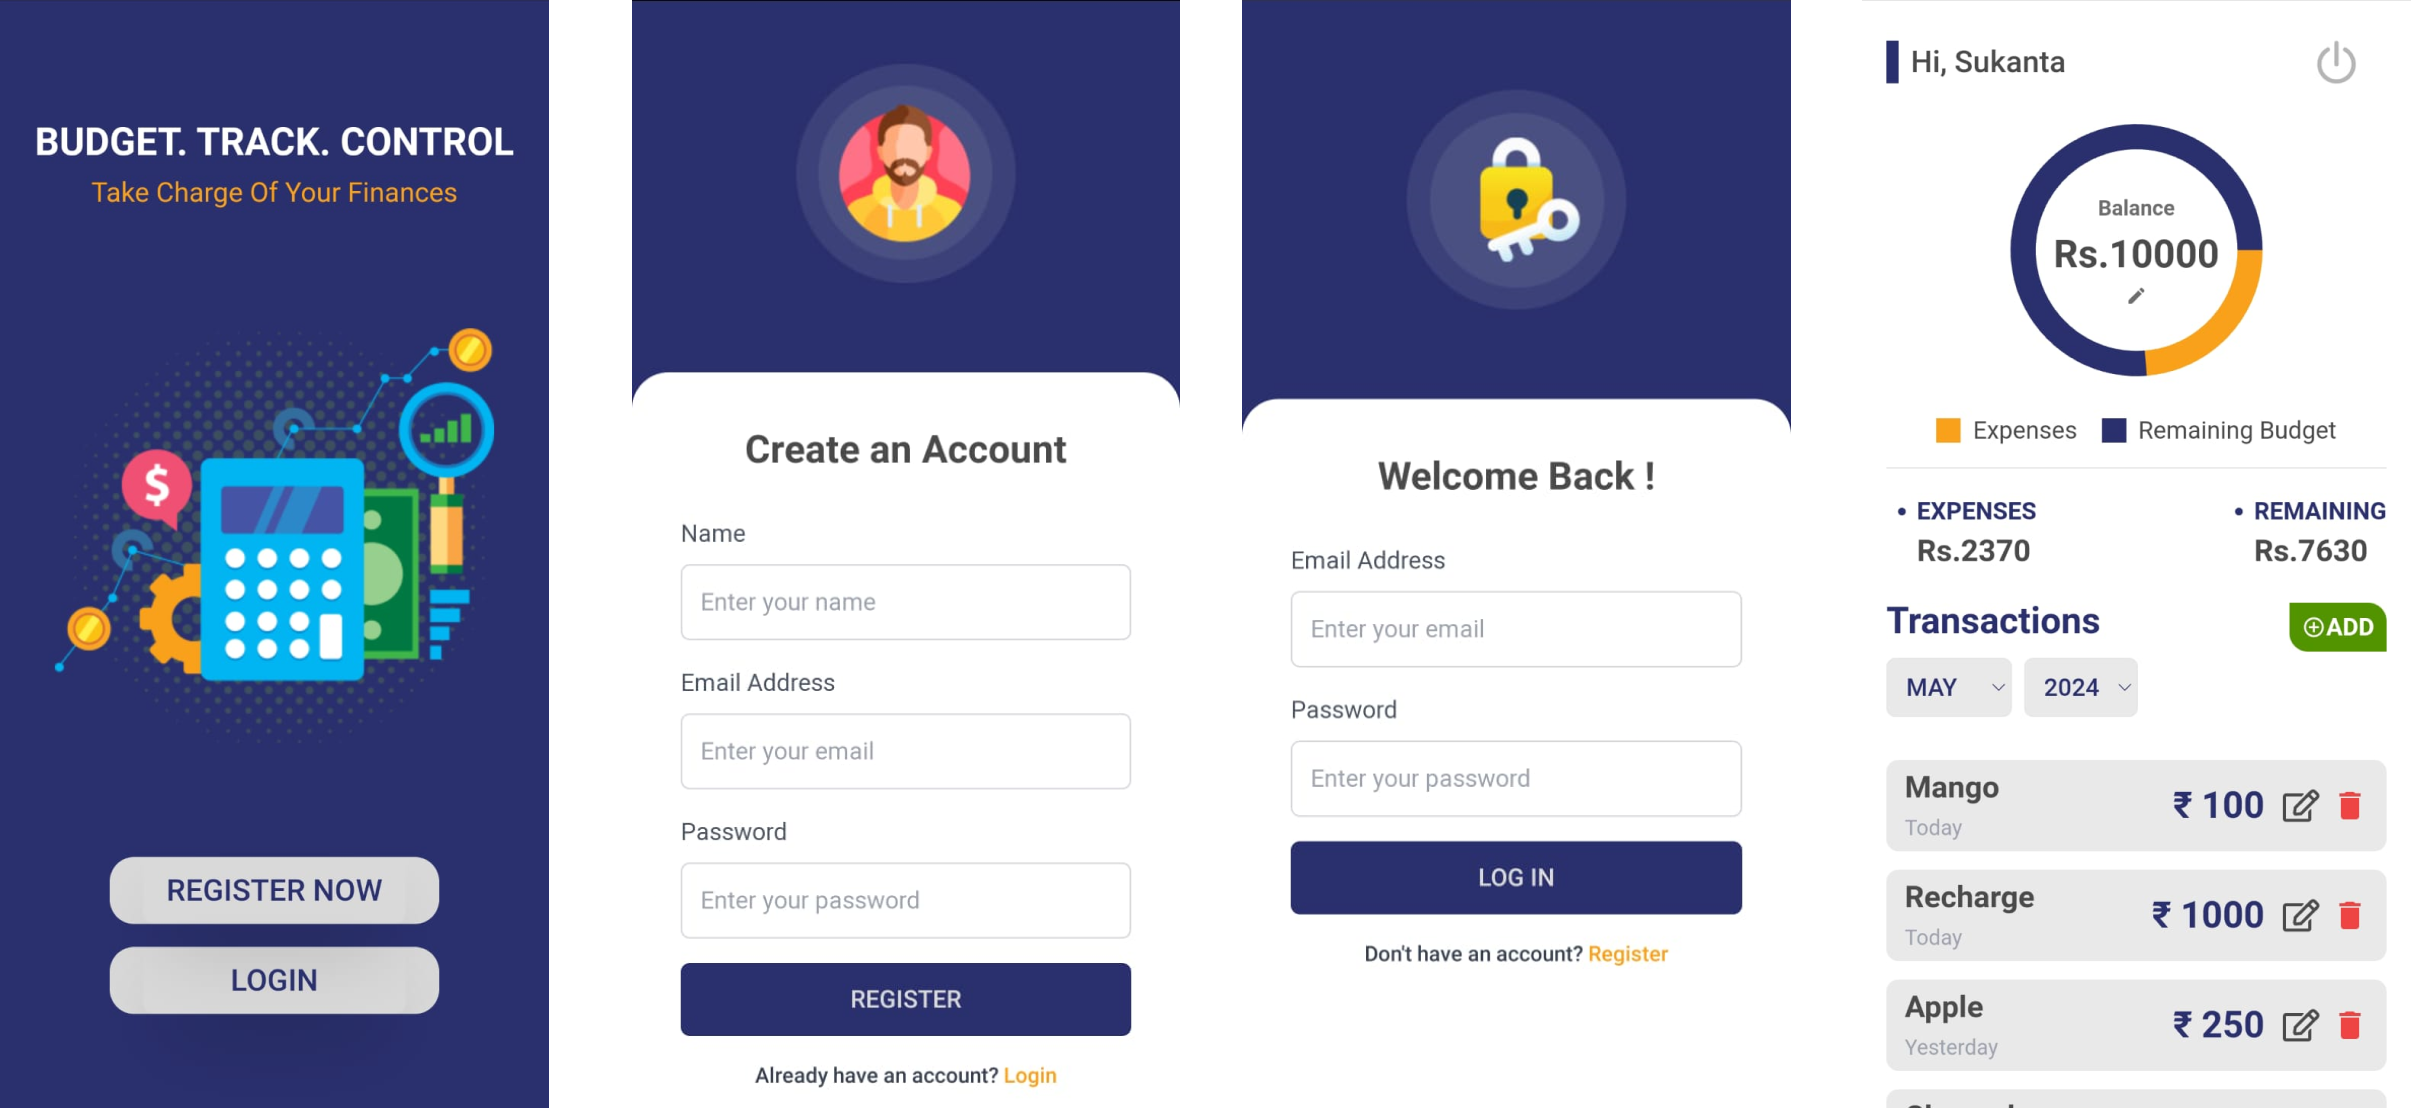 BUDGET. TRACK. CONTROL
Take Charge Of Your Finances
$
REGISTER NOW
LOGIN
Create an Account
Name
Enter your name
Email Address
Enter your email
Password
Enter your password
REGISTER
Already have an account? Login
Welcome Back !
Email Address
Enter your email
Password
Enter your password
LOG IN
Don't have an account? Register
Hi, Sukanta
Balance
Rs.10000
Expenses Remaining Budget
• EXPENSES • REMAINING
Rs.2370 Rs.7630
Transactions
ADD
MAY 2024
Mango
₹ 100
Today
Recharge
₹ 1000
Today
Apple
₹ 250
Yesterday